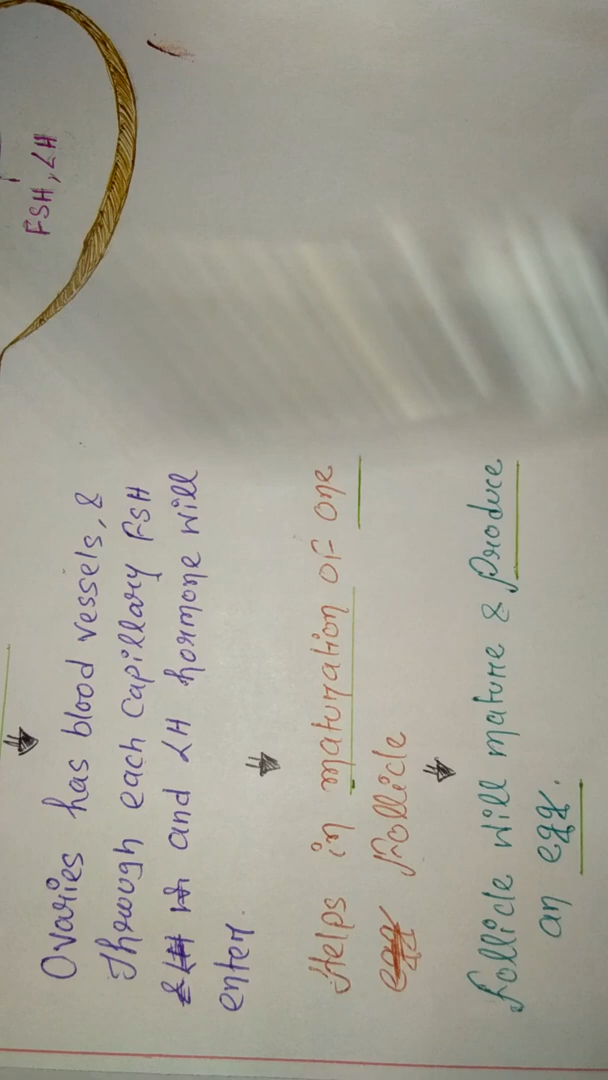 FSH, LH
Ovaries has blood vessels, &
Through each capillary FSH
and LH hormone will
enter.
Helps in maturation of one
Follicle
Follicle will mature & produce
an egg.